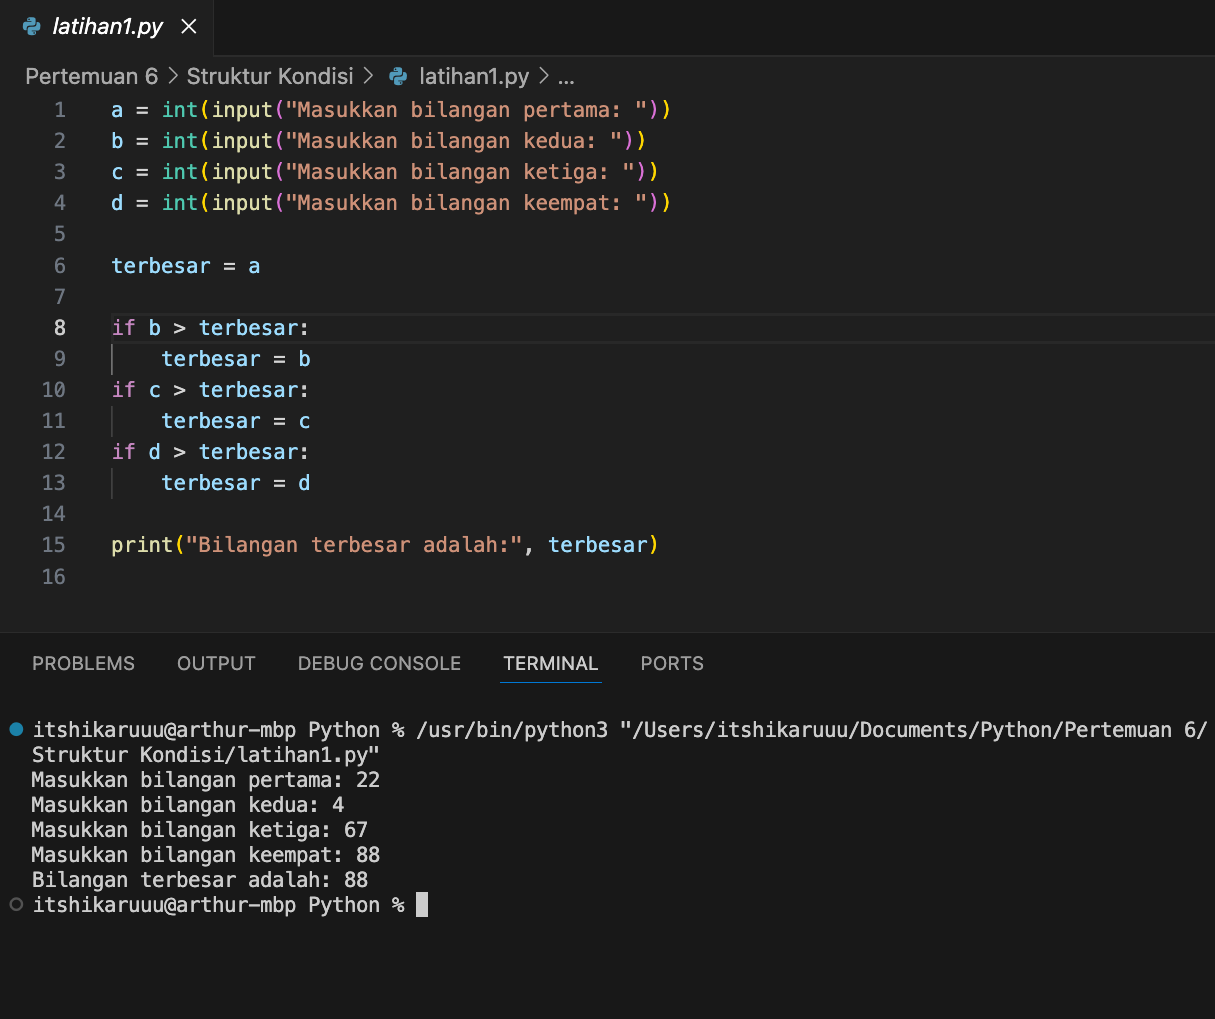 latihan1.py
Pertemuan 6 > Struktur Kondisi > latihan1.py > ...
1 a = int(input("Masukkan bilangan pertama: "))
2 b = int(input("Masukkan bilangan kedua: "))
3 c = int(input("Masukkan bilangan ketiga: "))
4 d = int(input("Masukkan bilangan keempat: "))
5
6 terbesar = a
7
8 if b > terbesar:
9     terbesar = b
10 if c > terbesar:
11     terbesar = c
12 if d > terbesar:
13     terbesar = d
14
15 print("Bilangan terbesar adalah:", terbesar)
16
PROBLEMS OUTPUT DEBUG CONSOLE TERMINAL PORTS
itshikaruuu@arthur-mbp Python % /usr/bin/python3 "/Users/itshikaruuu/Documents/Python/Pertemuan 6/
Struktur Kondisi/latihan1.py"
Masukkan bilangan pertama: 22
Masukkan bilangan kedua: 4
Masukkan bilangan ketiga: 67
Masukkan bilangan keempat: 88
Bilangan terbesar adalah: 88
itshikaruuu@arthur-mbp Python %